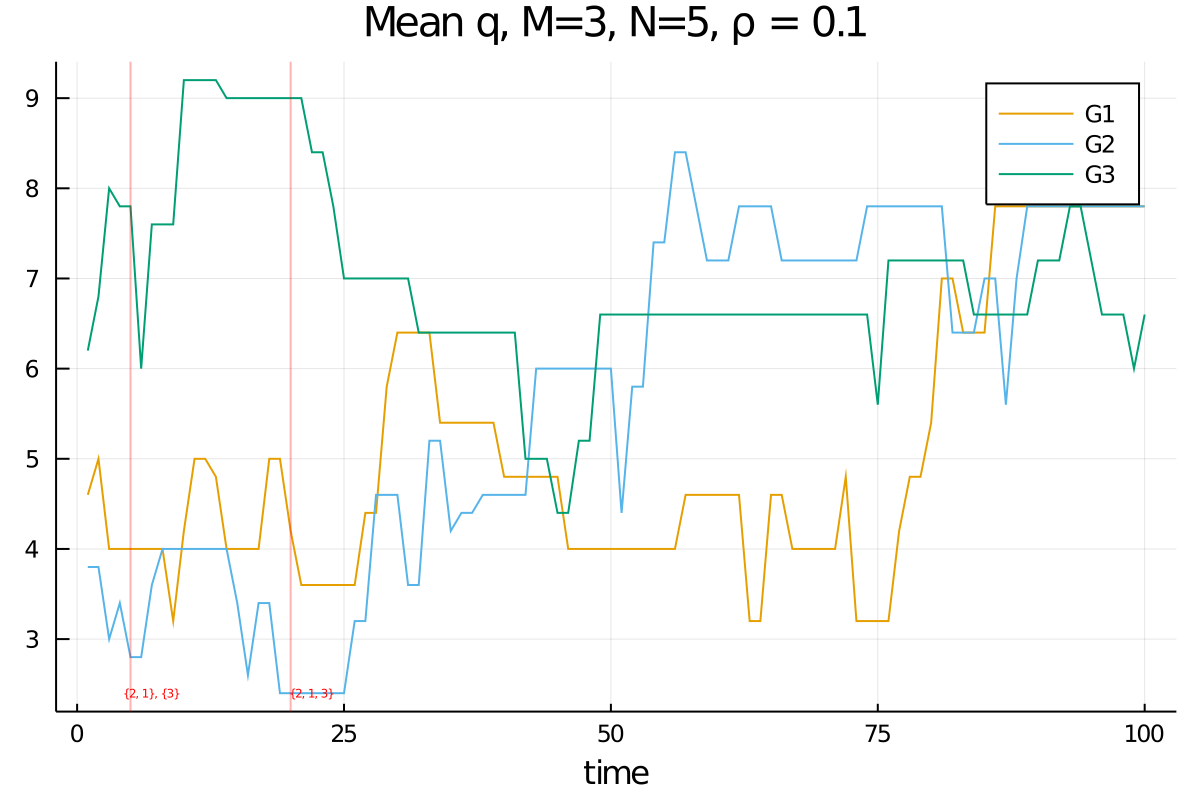 Mean q, M=3, N=5, ρ = 0.1
9
8
7
6
5
4
3
G1
G2
G3
{2, 1}, {3}
{2, 1, 3}
0
25
50
75
100
time